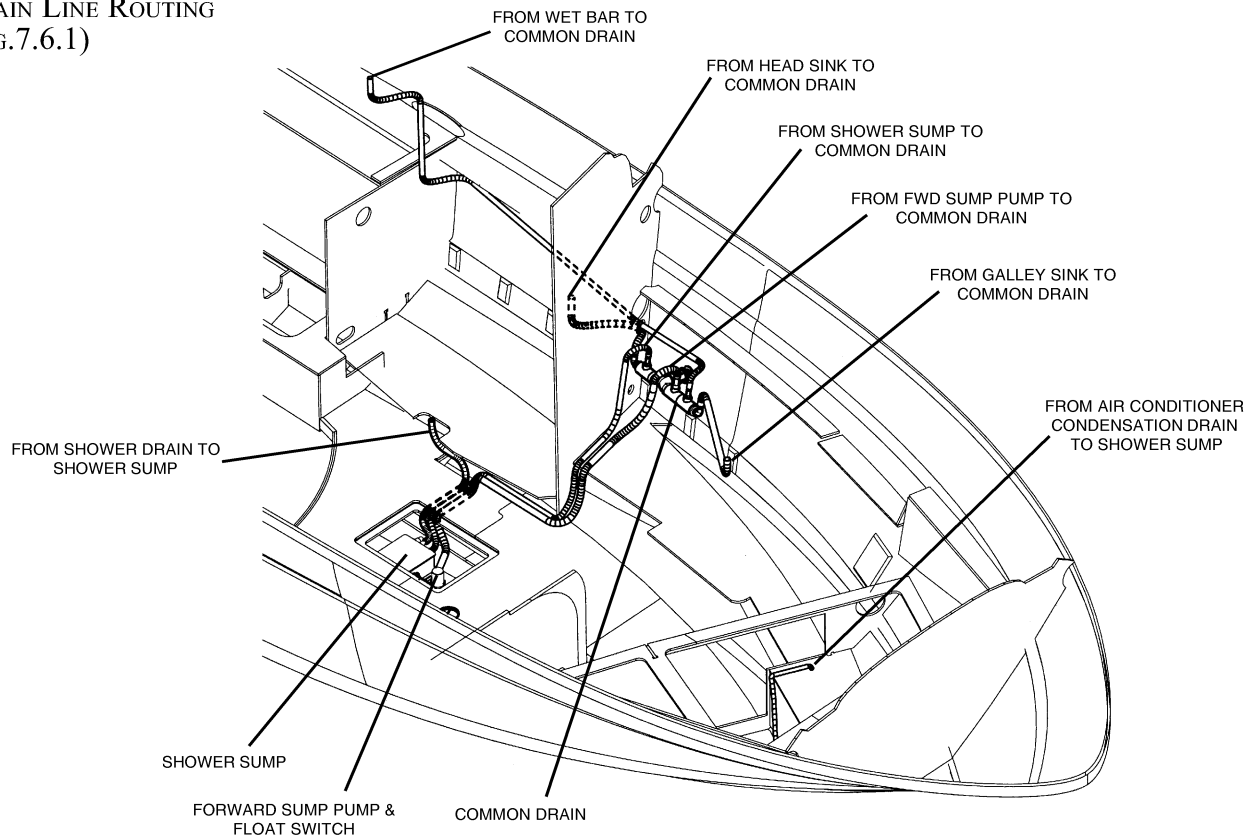 AIN LINE ROUTING
G.7.6.1)
FROM WET BAR TO
COMMON DRAIN
FROM HEAD SINK TO
COMMON DRAIN
FROM SHOWER SUMP TO
COMMON DRAIN
FROM FWD SUMP PUMP TO
COMMON DRAIN
FROM GALLEY SINK TO
COMMON DRAIN
FROM AIR CONDITIONER
CONDENSATION DRAIN
TO SHOWER SUMP
FROM SHOWER DRAIN TO
SHOWER SUMP
SHOWER SUMP
FORWARD SUMP PUMP &
FLOAT SWITCH
COMMON DRAIN